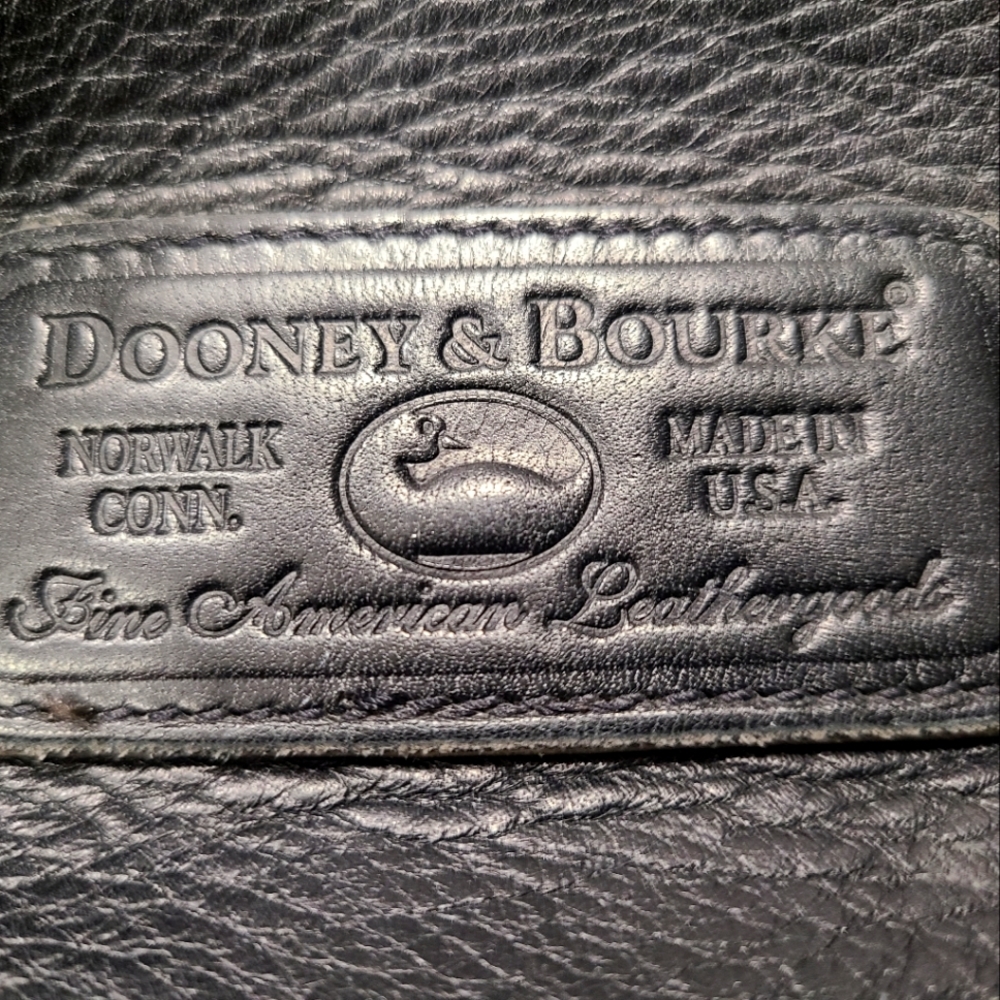 DOONEY & BOURKE®
NORWALK
CONN.
MADE IN
U.S.A.
Fine American Leathergoods